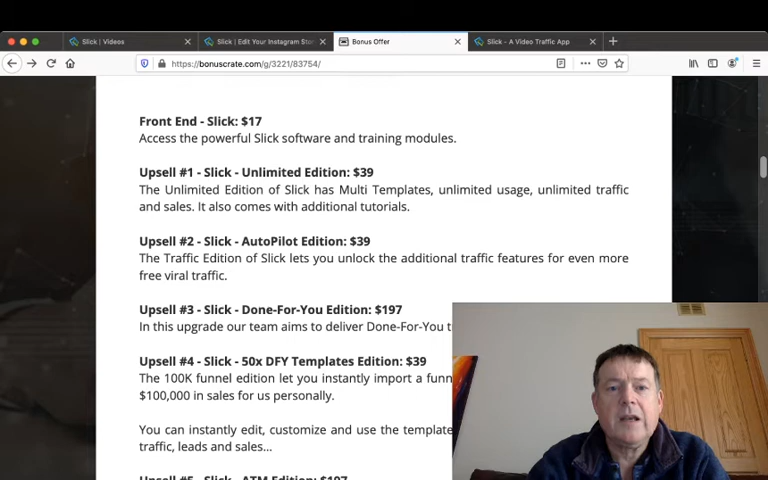 Slick | Videos
Slick | Edit Your Instagram Stor
Bonus Offer
Slick - A Video Traffic App
https://bonuscrate.com/g/3221/83754/
Front End - Slick: $17
Access the powerful Slick software and training modules.
Upsell #1 - Slick - Unlimited Edition: $39
The Unlimited Edition of Slick has Multi Templates, unlimited usage, unlimited traffic
and sales. It also comes with additional tutorials.
Upsell #2 - Slick - AutoPilot Edition: $39
The Traffic Edition of Slick lets you unlock the additional traffic features for even more
free viral traffic.
Upsell #3 - Slick - Done-For-You Edition: $197
In this upgrade our team aims to deliver Done-For-You t
Upsell #4 - Slick - 50x DFY Templates Edition: $39
The 100K funnel edition let you instantly import a funn
$100,000 in sales for us personally.
You can instantly edit, customize and use the template
traffic, leads and sales...
Upsell #5 - Slick - ATM Edition: $197